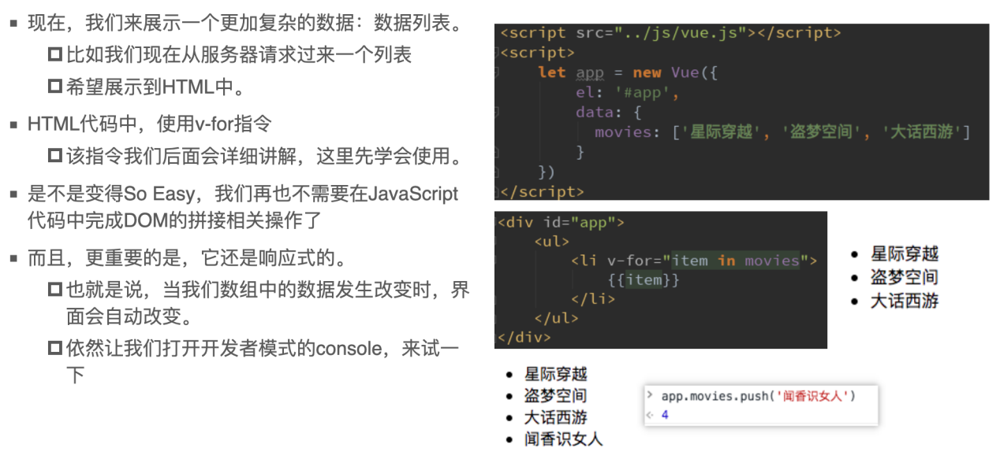 现在，我们来展示一个更加复杂的数据：数据列表。
比如我们现在从服务器请求过来一个列表
希望展示到HTML中。
HTML代码中，使用v-for指令
该指令我们后面会详细讲解，这里先学会使用。
是不是变得So Easy，我们再也不需要在JavaScript
代码中完成DOM的拼接相关操作了
而且，更重要的是，它还是响应式的。
也就是说，当我们数组中的数据发生改变时，界
面会自动改变。
依然让我们打开开发者模式的console，来试一
下
<script src="../js/vue.js"></script>
<script>
let app = new Vue({
el: '#app',
data: {
movies: ['星际穿越', '盗梦空间', '大话西游']
}
})
</script>
<div id="app">
<ul>
<li v-for="item in movies">
{{item}}
</li>
</ul>
</div>
星际穿越
盗梦空间
大话西游
星际穿越
盗梦空间
大话西游
闻香识女人
> app.movies.push('闻香识女人')
4